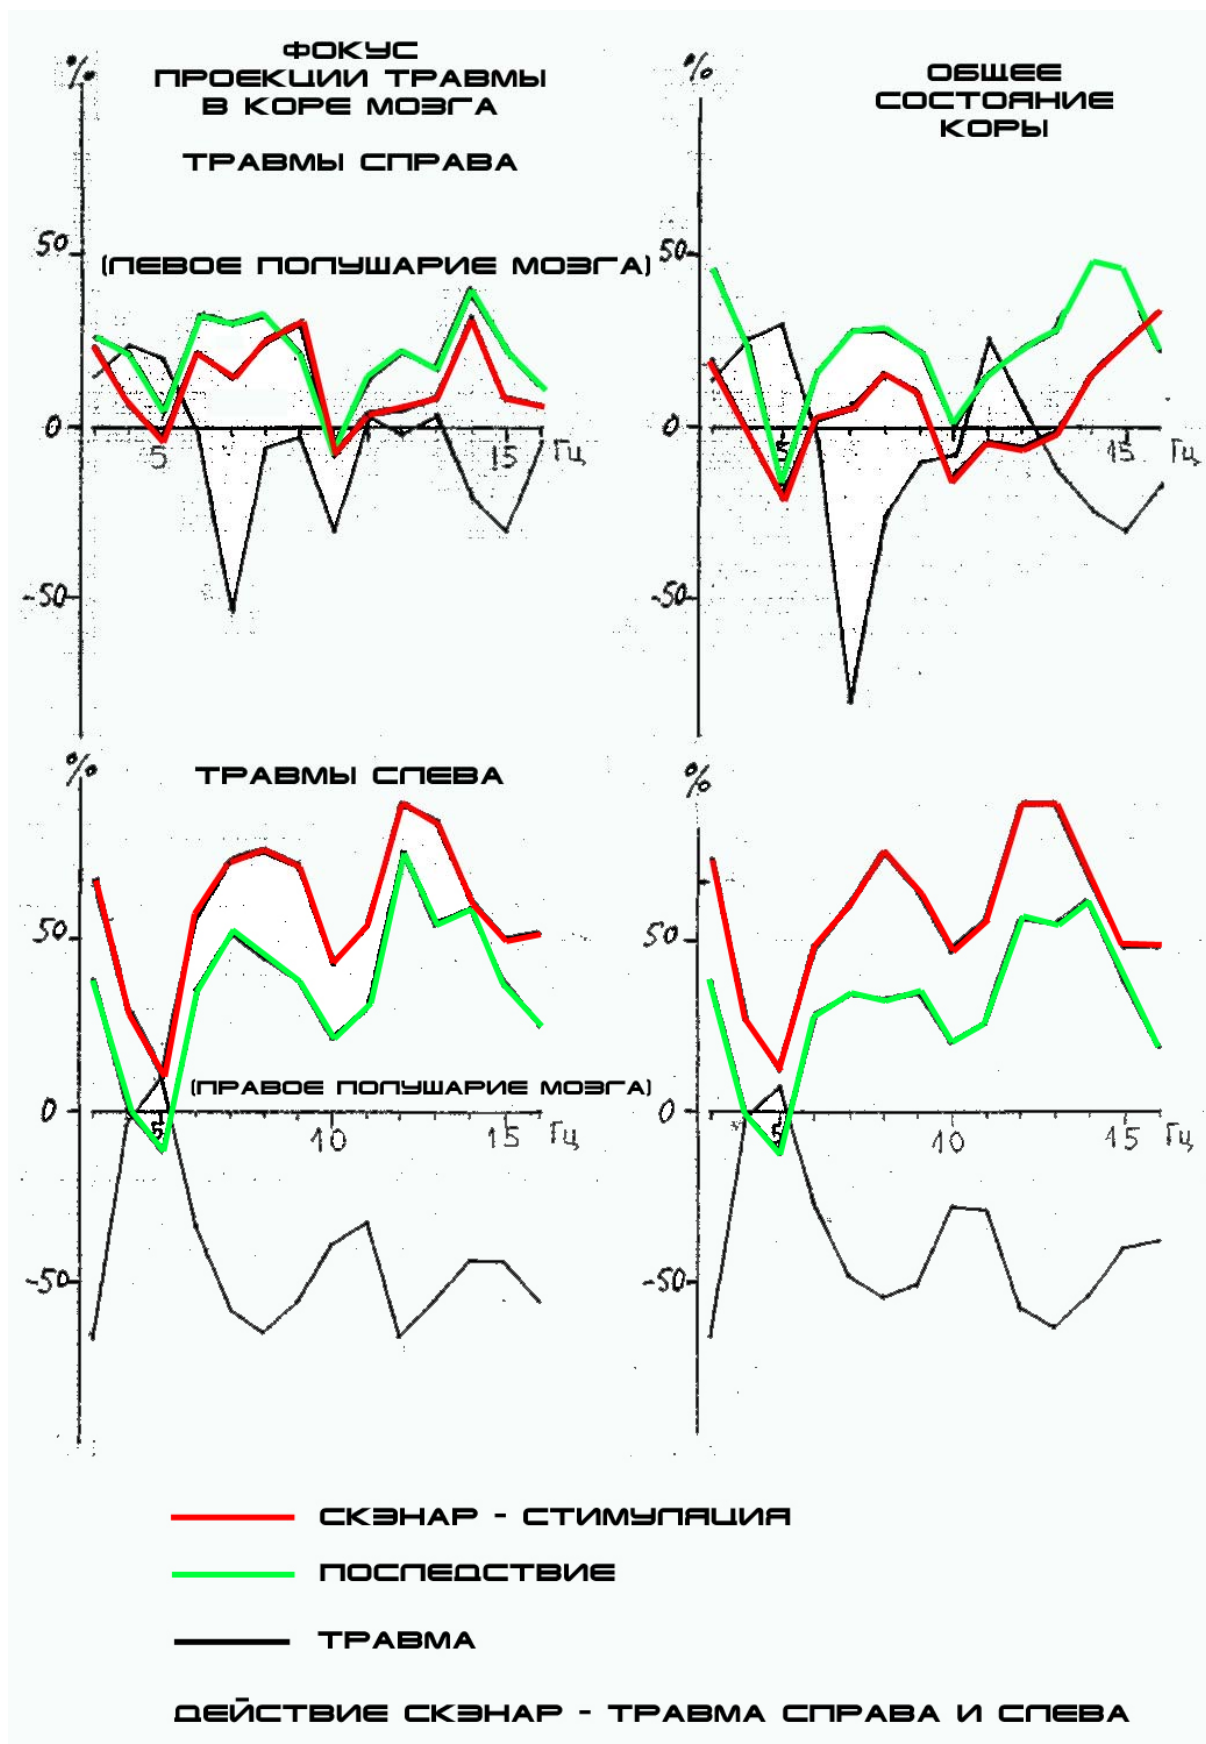 %
ФОКУС
ПРОЕКЦИИ ТРАВМЫ
В КОРЕ МОЗГА
ТРАВМЫ СПРАВА
(ЛЕВОЕ ПОЛУШАРИЕ МОЗГА)
50
0
-50
5
15
Гц
%
ОБЩЕЕ
СОСТОЯНИЕ
КОРЫ
50
0
-50
5
15
Гц
%
ТРАВМЫ СЛЕВА
50
(ПРАВОЕ ПОЛУШАРИЕ МОЗГА)
0
-50
5
10
15
Гц
%
50
0
-50
5
10
15
Гц
СКЭНАР - СТИМУЛЯЦИЯ
ПОСЛЕДСТВИЕ
ТРАВМА
ДЕЙСТВИЕ СКЭНАР - ТРАВМА СПРАВА И СЛЕВА